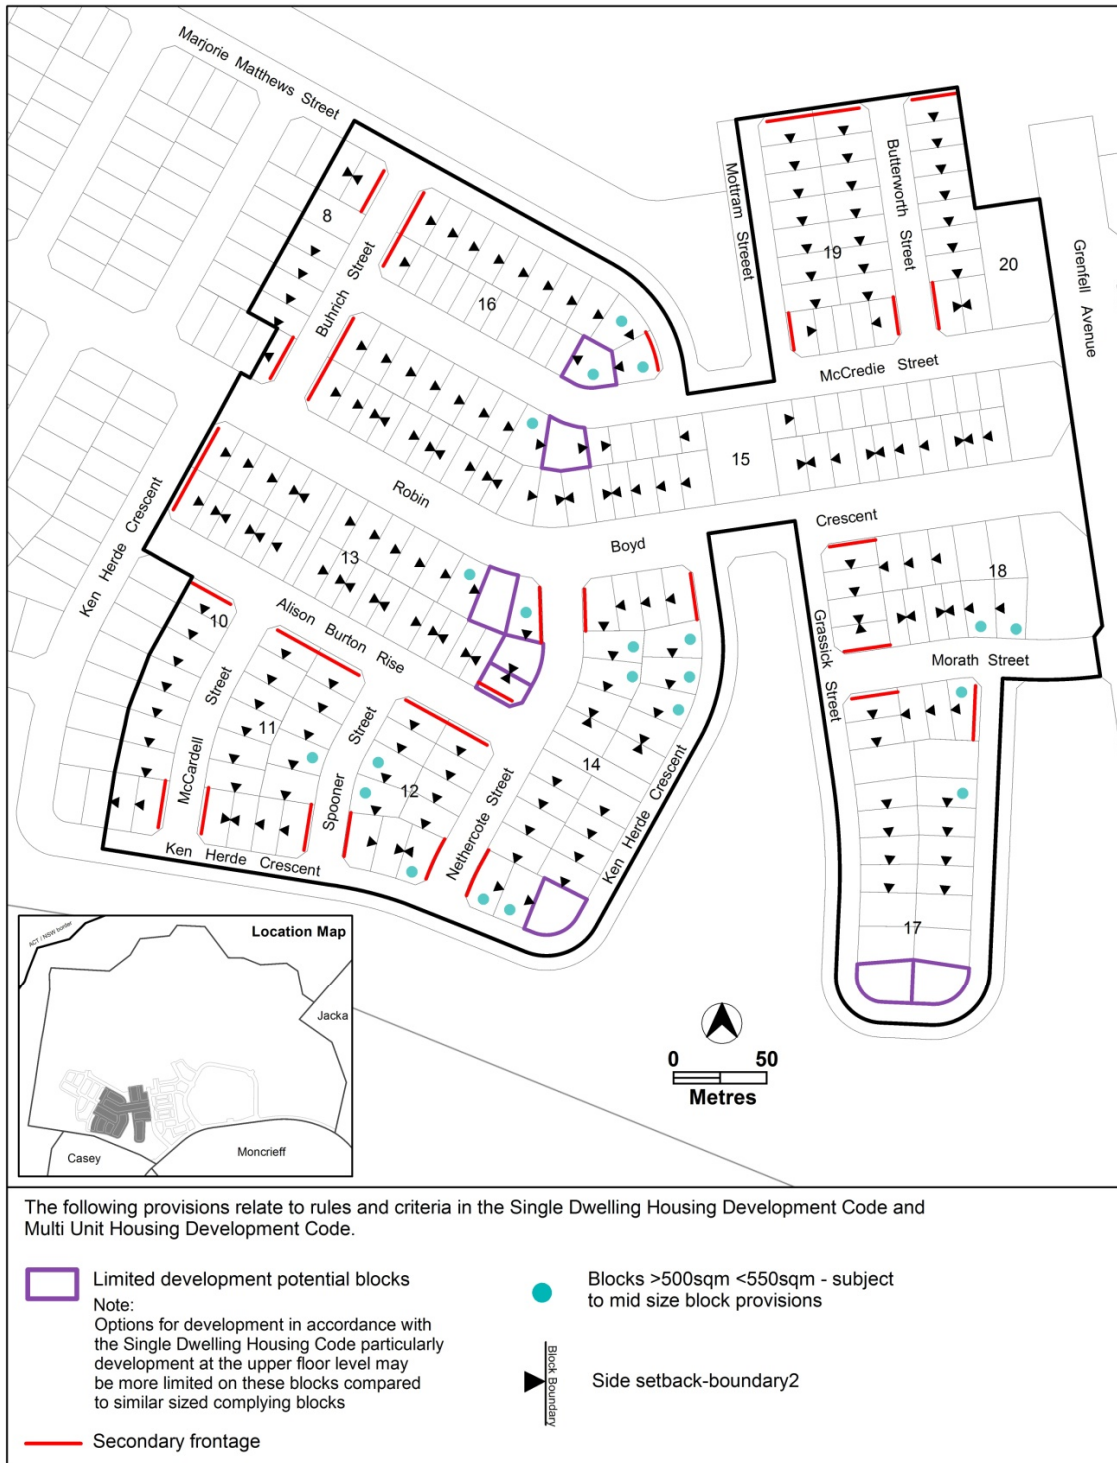 Marjorie Matthews Street
Mottram Streeet
Butterworth Street
Grenfell Avenue
8
Buhrich Street
16
19
20
McCredie Street
15
Ken Herde Crescent
Robin
Boyd
Crescent
13
18
10
Alison Burton Rise
Grassick Street
Morath Street
Street
McCardell
11
Street
Spooner
12
14
Nethercote Street
Ken Herde Crescent
Ken Herde Crescent
17
ACT / NSW border
Location Map
Jacka
Casey
Moncrieff
0 50
Metres
The following provisions relate to rules and criteria in the Single Dwelling Housing Development Code and
Multi Unit Housing Development Code.
Limited development potential blocks
Note:
Options for development in accordance with
the Single Dwelling Housing Code particularly
development at the upper floor level may
be more limited on these blocks compared
to similar sized complying blocks
Secondary frontage
Blocks >500sqm <550sqm - subject
to mid size block provisions
Block Boundary
Side setback-boundary2